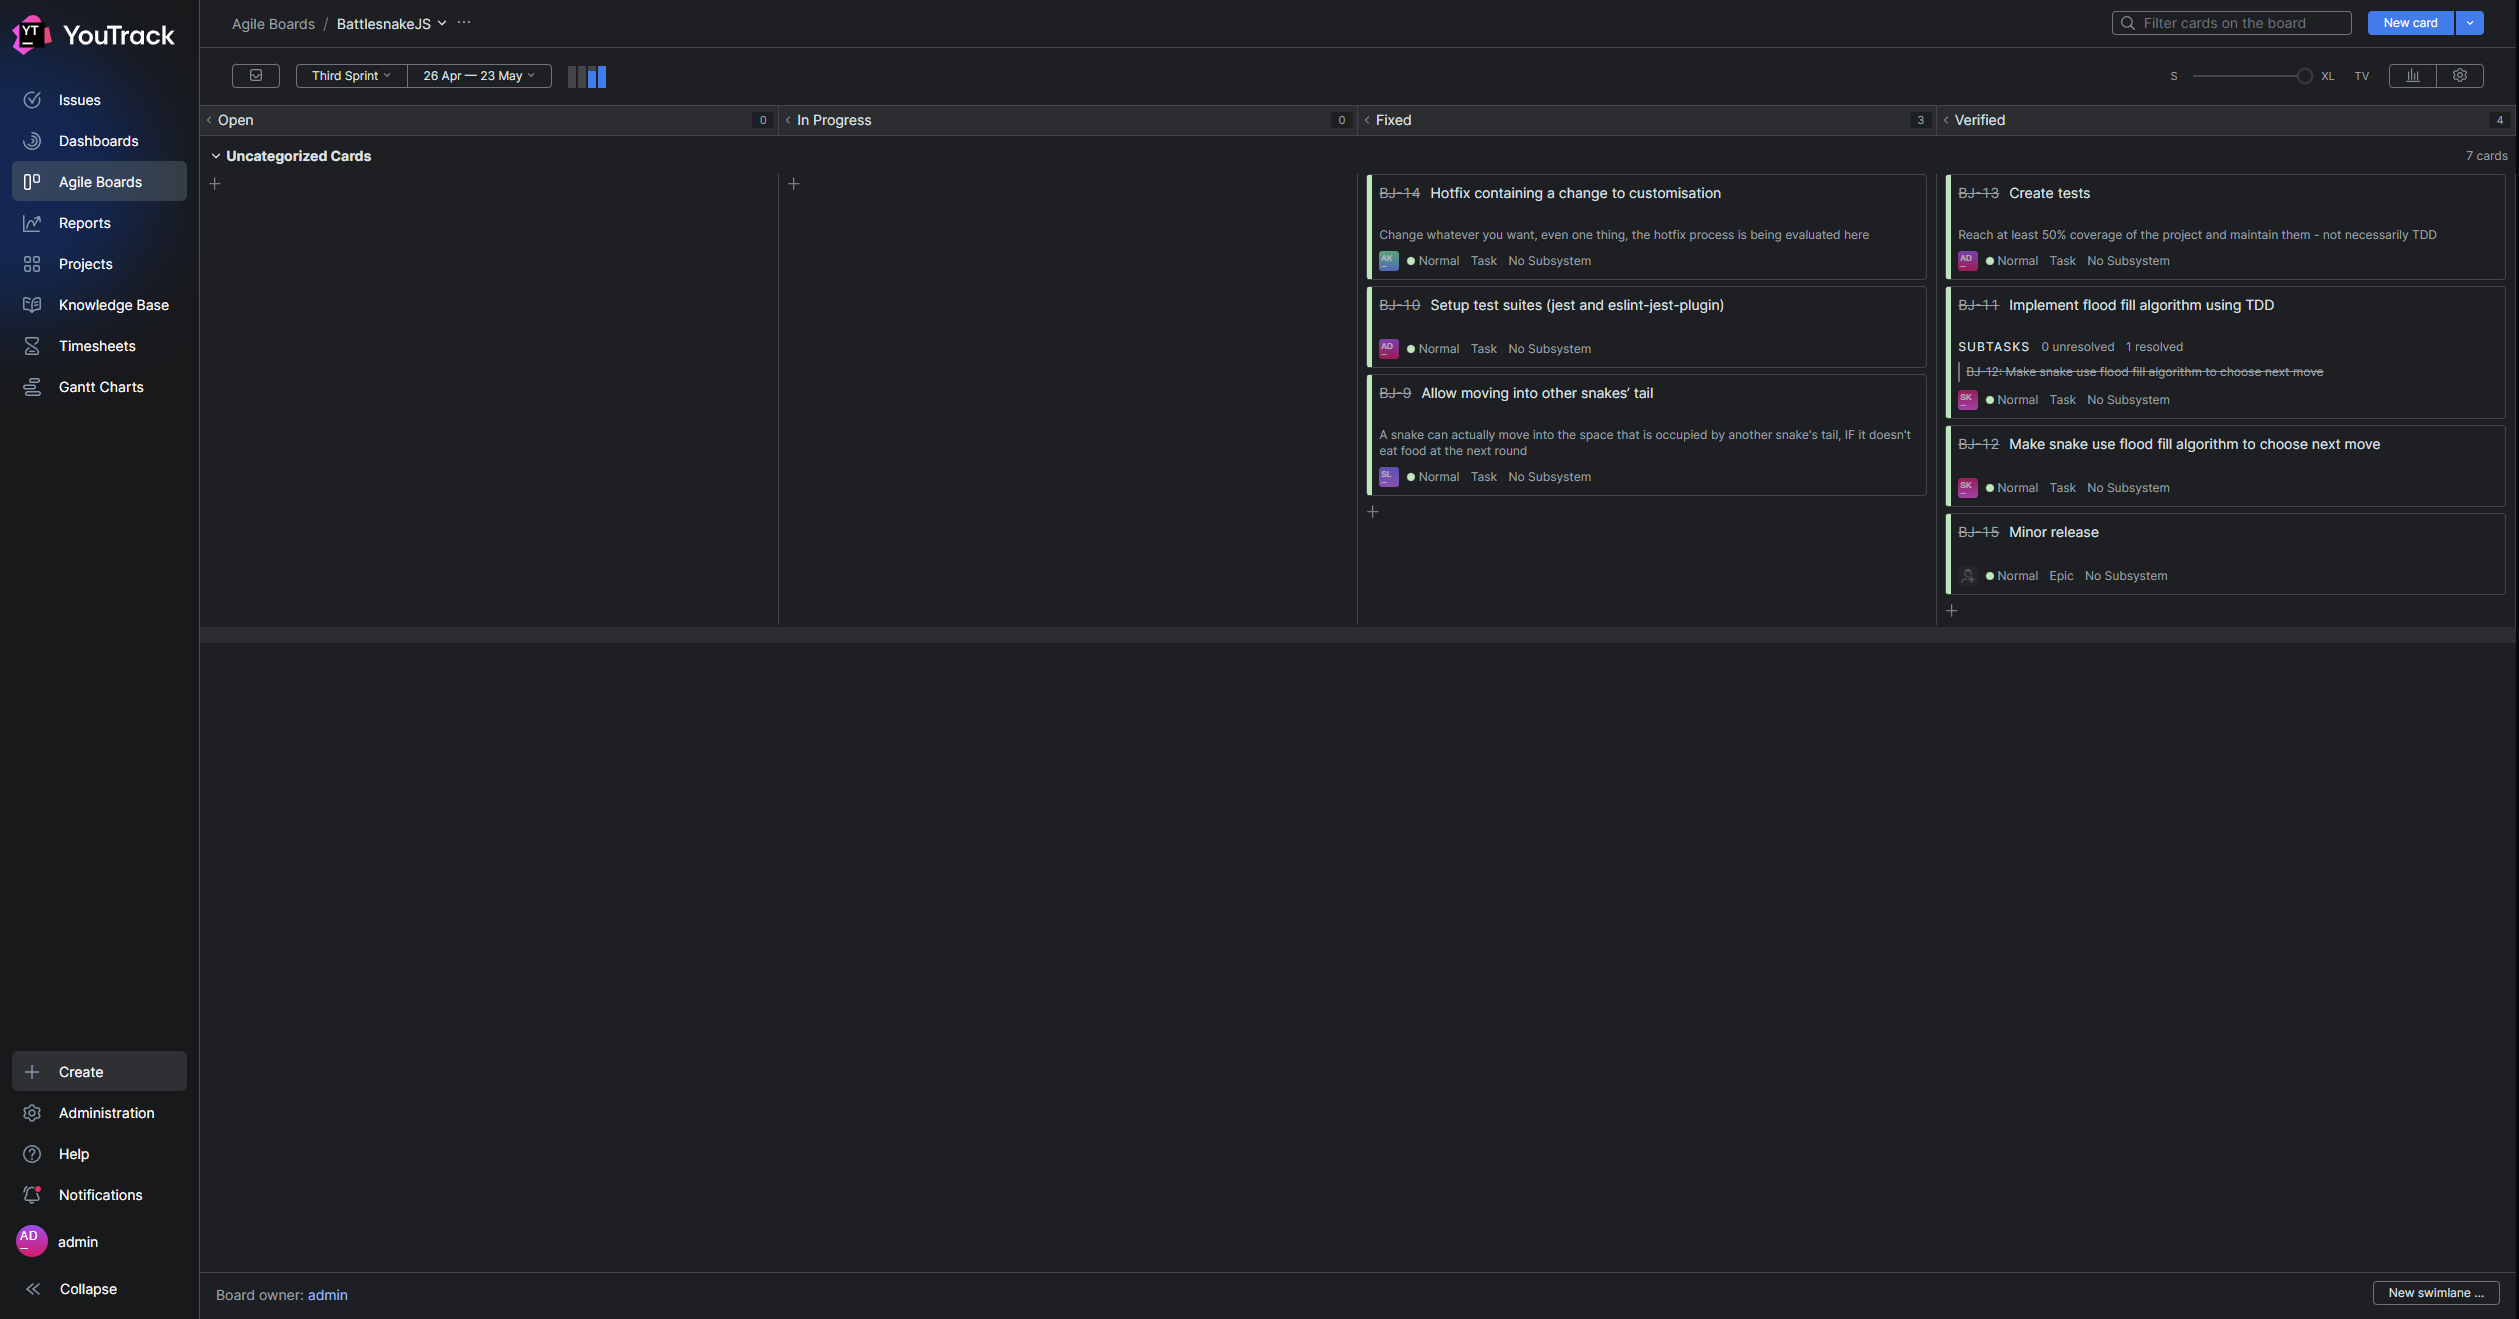 YT YouTrack
Issues
Dashboards
Agile Boards
Reports
Projects
Knowledge Base
Timesheets
Gantt Charts
Create
Administration
Help
Notifications
AD admin
Collapse
Agile Boards / BattlesnakeJS
Filter cards on the board
New card
Third Sprint 26 Apr — 23 May
S XL TV
Open 0
In Progress 0
Fixed 3
Verified 4
Uncategorized Cards
7 cards
BJ-14 Hotfix containing a change to customisation
Change whatever you want, even one thing, the hotfix process is being evaluated here
AK Normal Task No Subsystem
BJ-10 Setup test suites (jest and eslint-jest-plugin)
AD Normal Task No Subsystem
BJ-9 Allow moving into other snakes’ tail
A snake can actually move into the space that is occupied by another snake's tail, IF it doesn't
eat food at the next round
SL Normal Task No Subsystem
BJ-13 Create tests
Reach at least 50% coverage of the project and maintain them - not necessarily TDD
AD Normal Task No Subsystem
BJ-11 Implement flood fill algorithm using TDD
SUBTASKS 0 unresolved 1 resolved
BJ-12: Make snake use flood fill algorithm to choose next move
SK Normal Task No Subsystem
BJ-12 Make snake use flood fill algorithm to choose next move
SK Normal Task No Subsystem
BJ-15 Minor release
Normal Epic No Subsystem
Board owner: admin
New swimlane ...